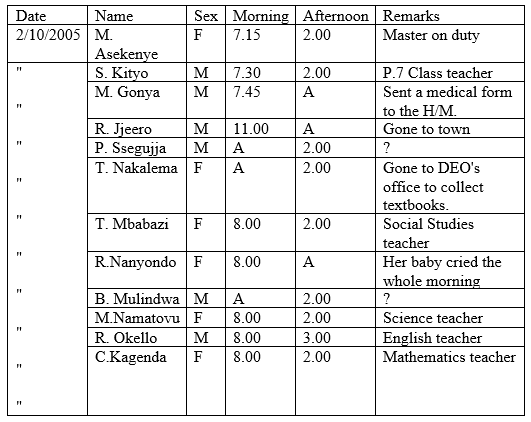 Date Name Sex Morning Afternoon Remarks
2/10/2005 M. F 7.15 2.00 Master on duty
Asekenye
" S. Kityo M 7.30 2.00 P.7 Class teacher
M. Gonya M 7.45 A Sent a medical form
" to the H/M.
R. Jjeero M 11.00 A Gone to town
" P. Ssegujja M A 2.00 ?
T. Nakalema F A 2.00 Gone to DEO's
" office to collect
textbooks.
" T. Mbabazi F 8.00 2.00 Social Studies
teacher
" R.Nanyondo F 8.00 A Her baby cried the
whole morning
" B. Mulindwa M A 2.00 ?
M.Namatovu F 8.00 2.00 Science teacher
" R. Okello M 8.00 3.00 English teacher
C.Kagenda F 8.00 2.00 Mathematics teacher
"
"